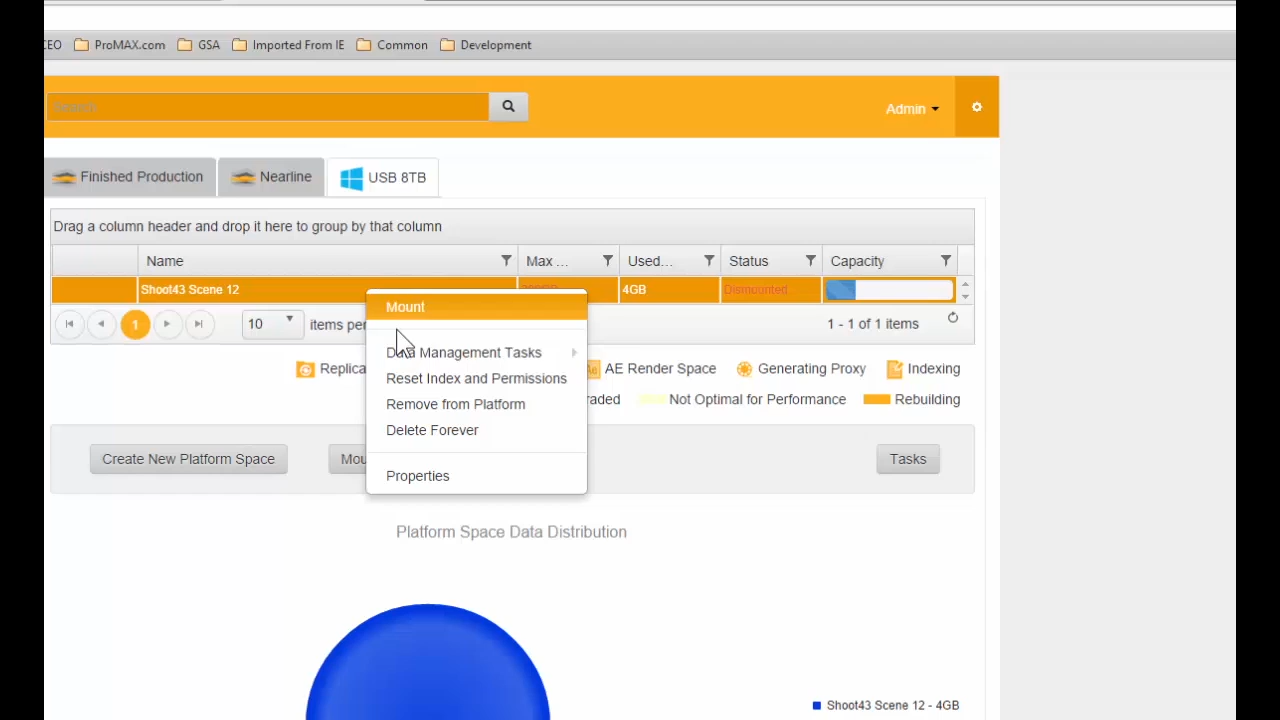 CEO ProMAX.com GSA Imported From IE Common Development
Search
Admin
Finished Production Nearline USB 8TB
Drag a column header and drop it here to group by that column
Name Max ... Used... Status Capacity
Shoot43 Scene 12 4GB Dismounted
Mount
1 10 items per 1 - 1 of 1 items
Data Management Tasks
Replica AE Render Space Generating Proxy Indexing
Reset Index and Permissions
Remove from Platform
raded Not Optimal for Performance Rebuilding
Delete Forever
Create New Platform Space Mou Tasks
Properties
Platform Space Data Distribution
Shoot43 Scene 12 - 4GB